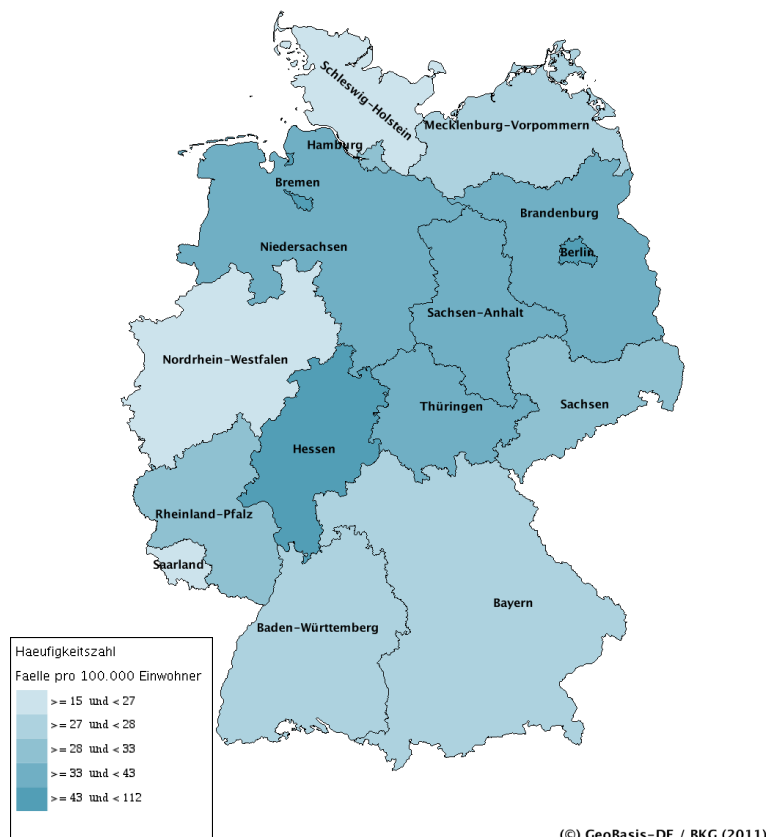 Schleswig-Holstein
Mecklenburg-Vorpommern
Hamburg
Bremen
Brandenburg
Niedersachsen
Berlin
Sachsen-Anhalt
Nordrhein-Westfalen
Thüringen
Sachsen
Hessen
Rheinland-Pfalz
Saarland
Bayern
Baden-Württemberg
Haeufigkeitszahl
Faelle pro 100.000 Einwohner
>= 15 und < 27
>= 27 und < 28
>= 28 und < 33
>= 33 und < 43
>= 43 und < 112
(©) GeoBasis-DE / BKG (2011)